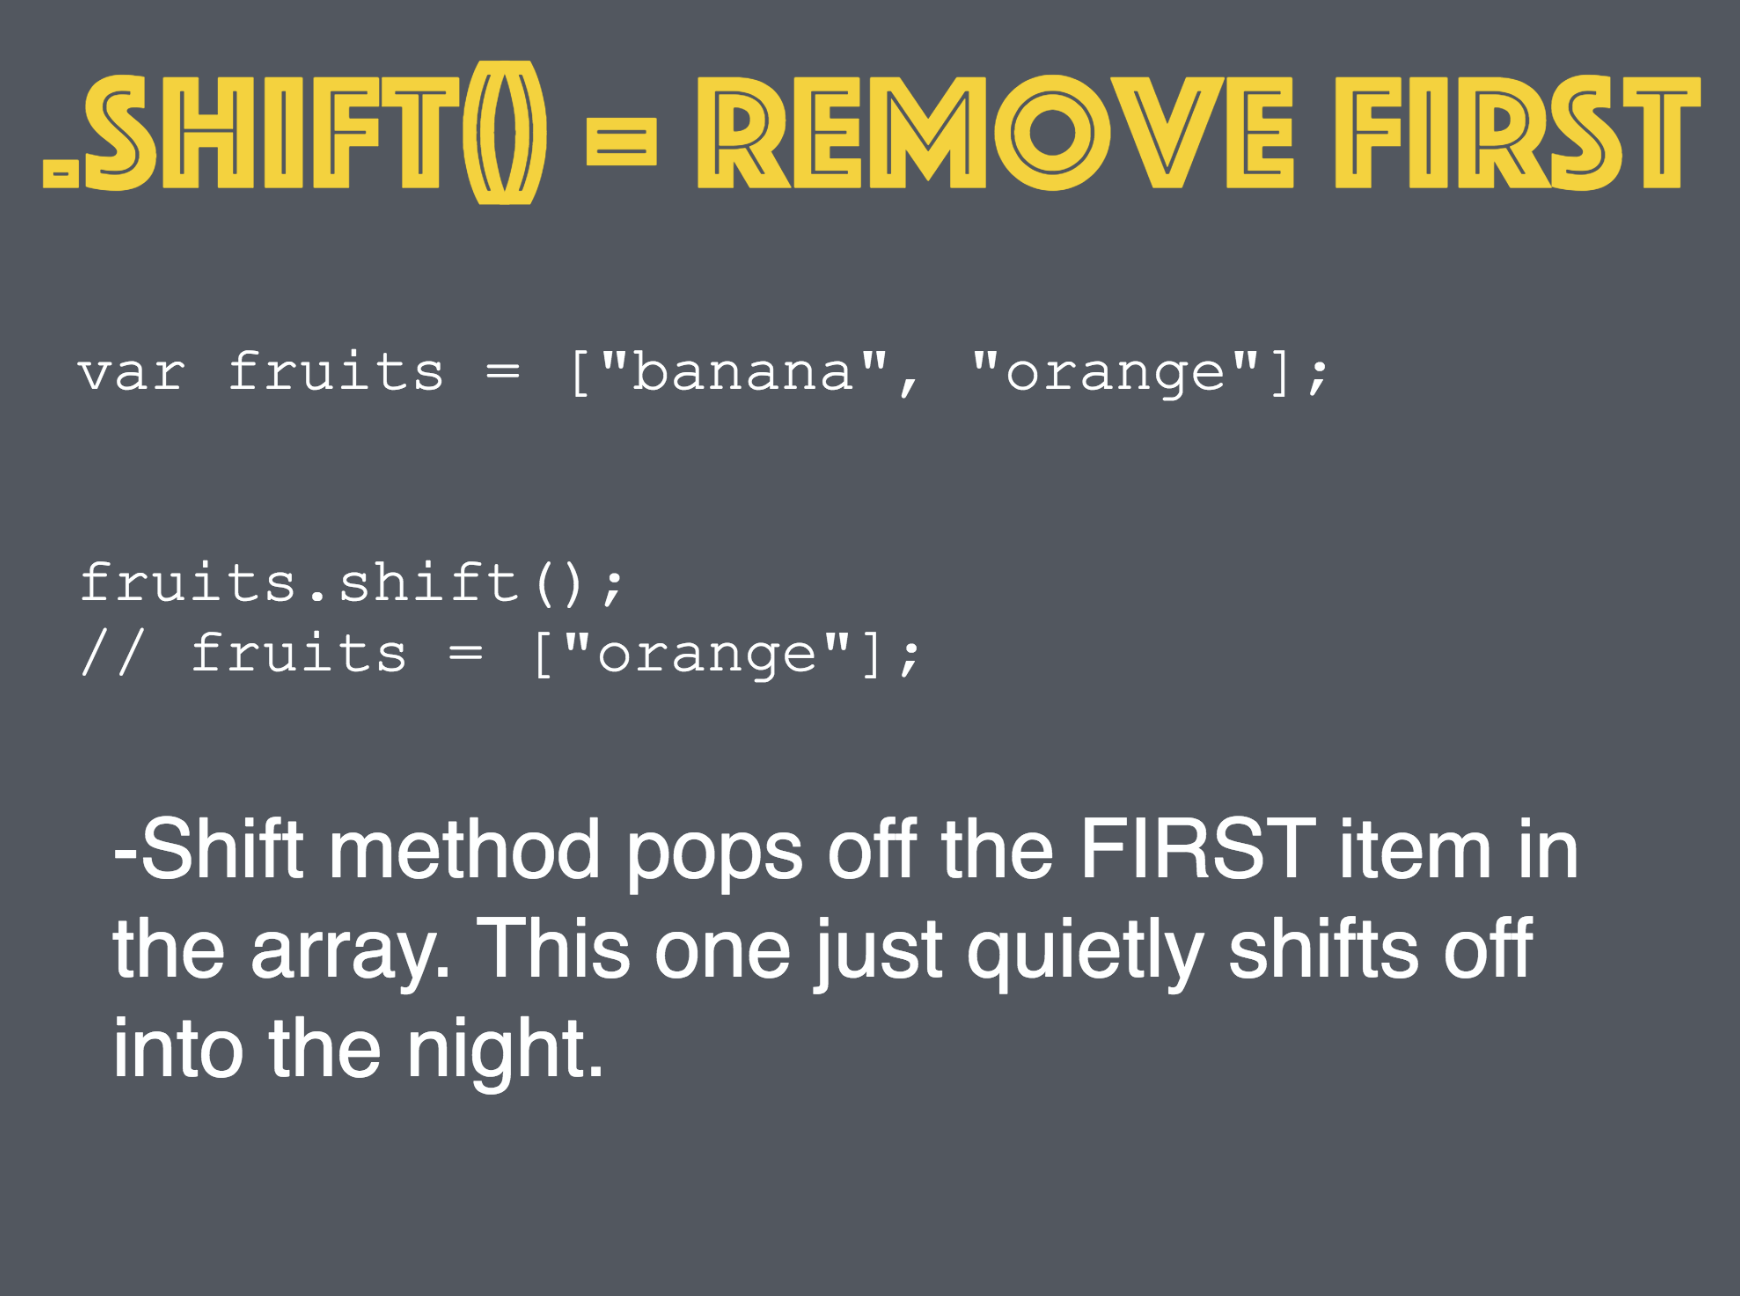 .SHIFT() = REMOVE FIRST
var fruits = ["banana", "orange"];
fruits.shift();
// fruits = ["orange"];
-Shift method pops off the FIRST item in
the array. This one just quietly shifts off
into the night.